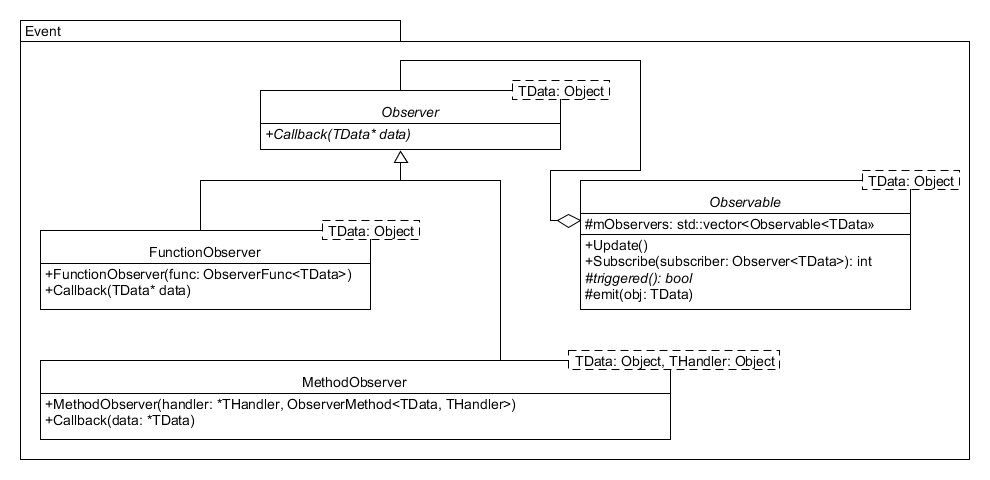 Event
TData: Object
Observer
+Callback(TData* data)
TData: Object
Observable
#mObservers: std::vector<Observable<TData»
+Update()
+Subscribe(subscriber: Observer<TData>): int
#triggered(): bool
#emit(obj: TData)
TData: Object
FunctionObserver
+FunctionObserver(func: ObserverFunc<TData>)
+Callback(TData* data)
TData: Object, THandler: Object
MethodObserver
+MethodObserver(handler: *THandler, ObserverMethod<TData, THandler>)
+Callback(data: *TData)